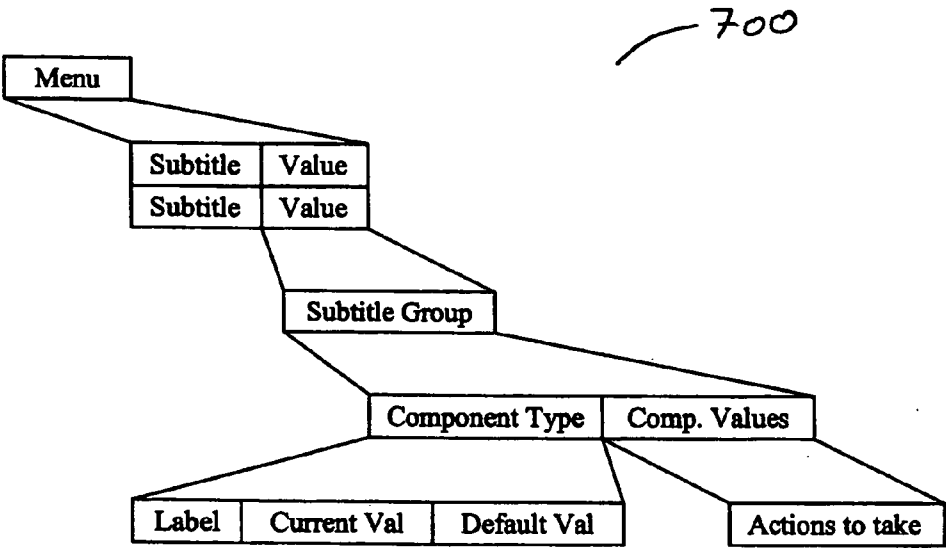 700
Menu
Subtitle Value
Subtitle Value
Subtitle Group
Component Type Comp. Values
Label Current Val Default Val Actions to take